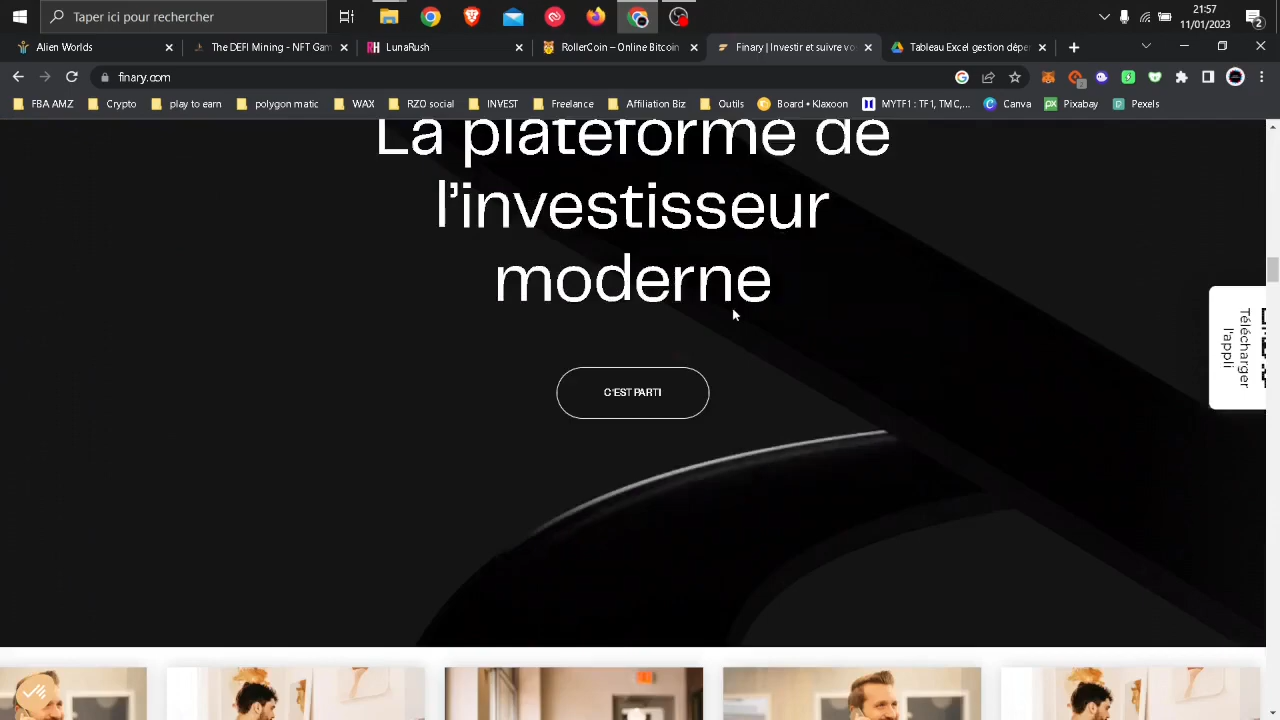 Taper ici pour rechercher
21:57
11/01/2023
2
Alien Worlds
The DEFI Mining - NFT Gam
LunaRush
RollerCoin – Online Bitcoin
Finary | Investir et suivre vo
Tableau Excel gestion dépe
finary.com
FBA AMZ
Crypto
play to earn
polygon matic
WAX
RZO social
INVEST
Freelance
Affiliation Biz
Outils
Board • Klaxoon
MYTF1 : TF1, TMC,...
Canva
Pixabay
Pexels
La plateforme de
l'investisseur
moderne
C'EST PARTI
Télécharger
l'appli